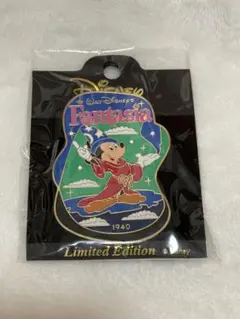 Disney
WALT DISNEY'S
Fantasia
1940
Limited Edition © Disney